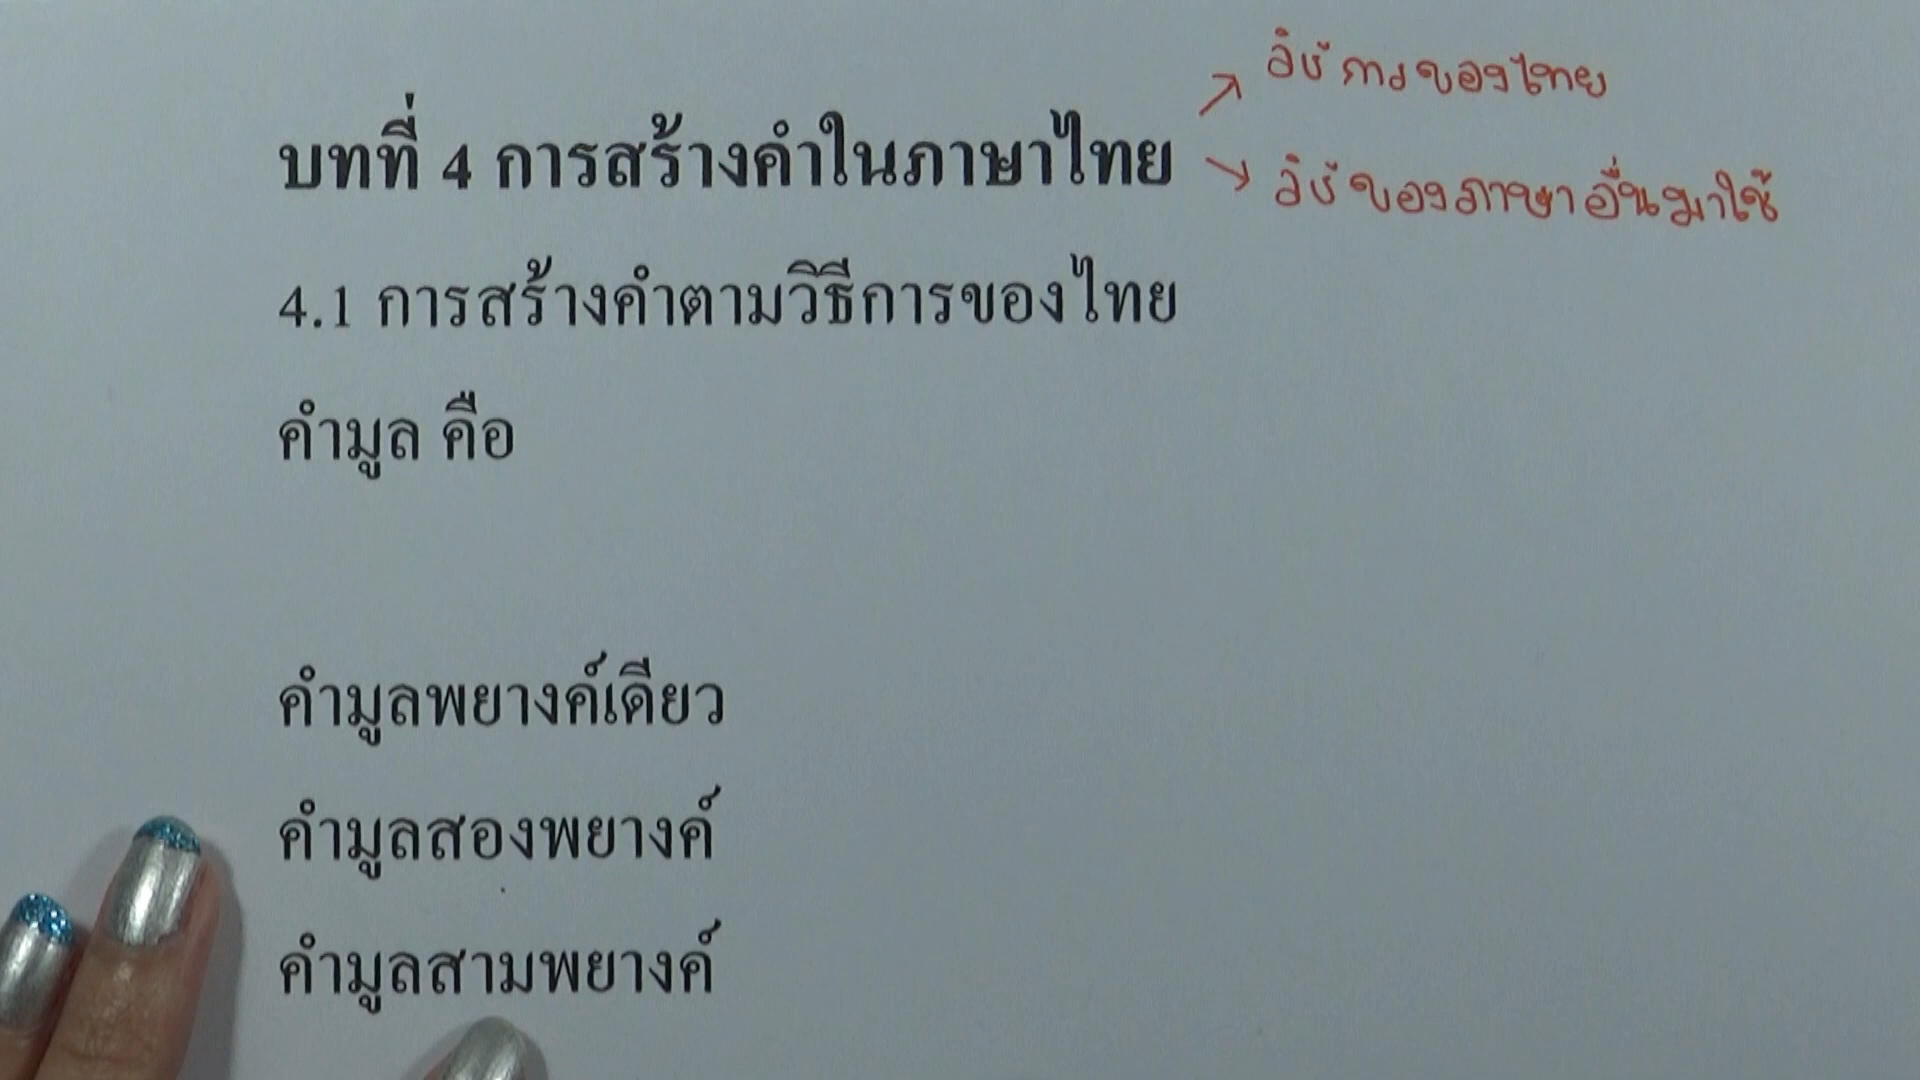 วิธีการของไทย
บทที่ 4 การสร้างคำในภาษาไทย
วิธีของภาษาอื่นมาใช้
4.1 การสร้างคำตามวิธีการของไทย
คำมูล คือ
คำมูลพยางค์เดียว
คำมูลสองพยางค์
คำมูลสามพยางค์